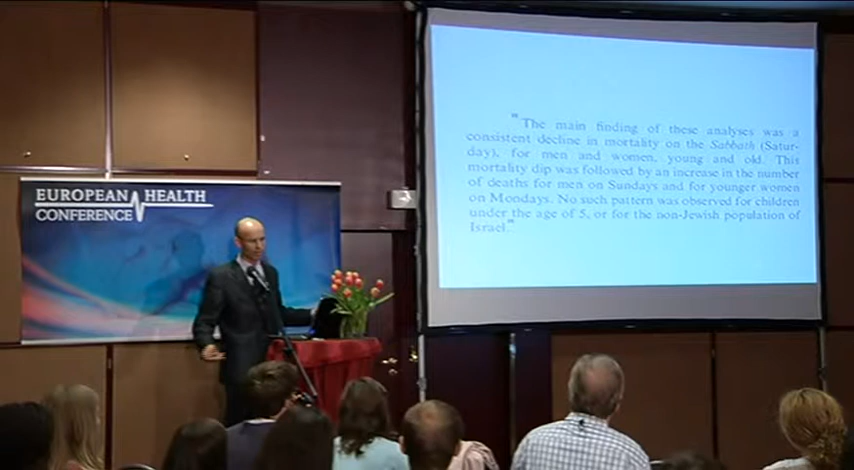 EUROPEAN HEALTH
CONFERENCE
"The main finding of these analyses was a
consistent decline in mortality on the Sabbath (Satur-
day), for men and women, young and old. This
mortality dip was followed by an increase in the number
of deaths for men on Sundays and for younger women
on Mondays. No such pattern was observed for children
under the age of 5, or for the non-Jewish population of
Israel."